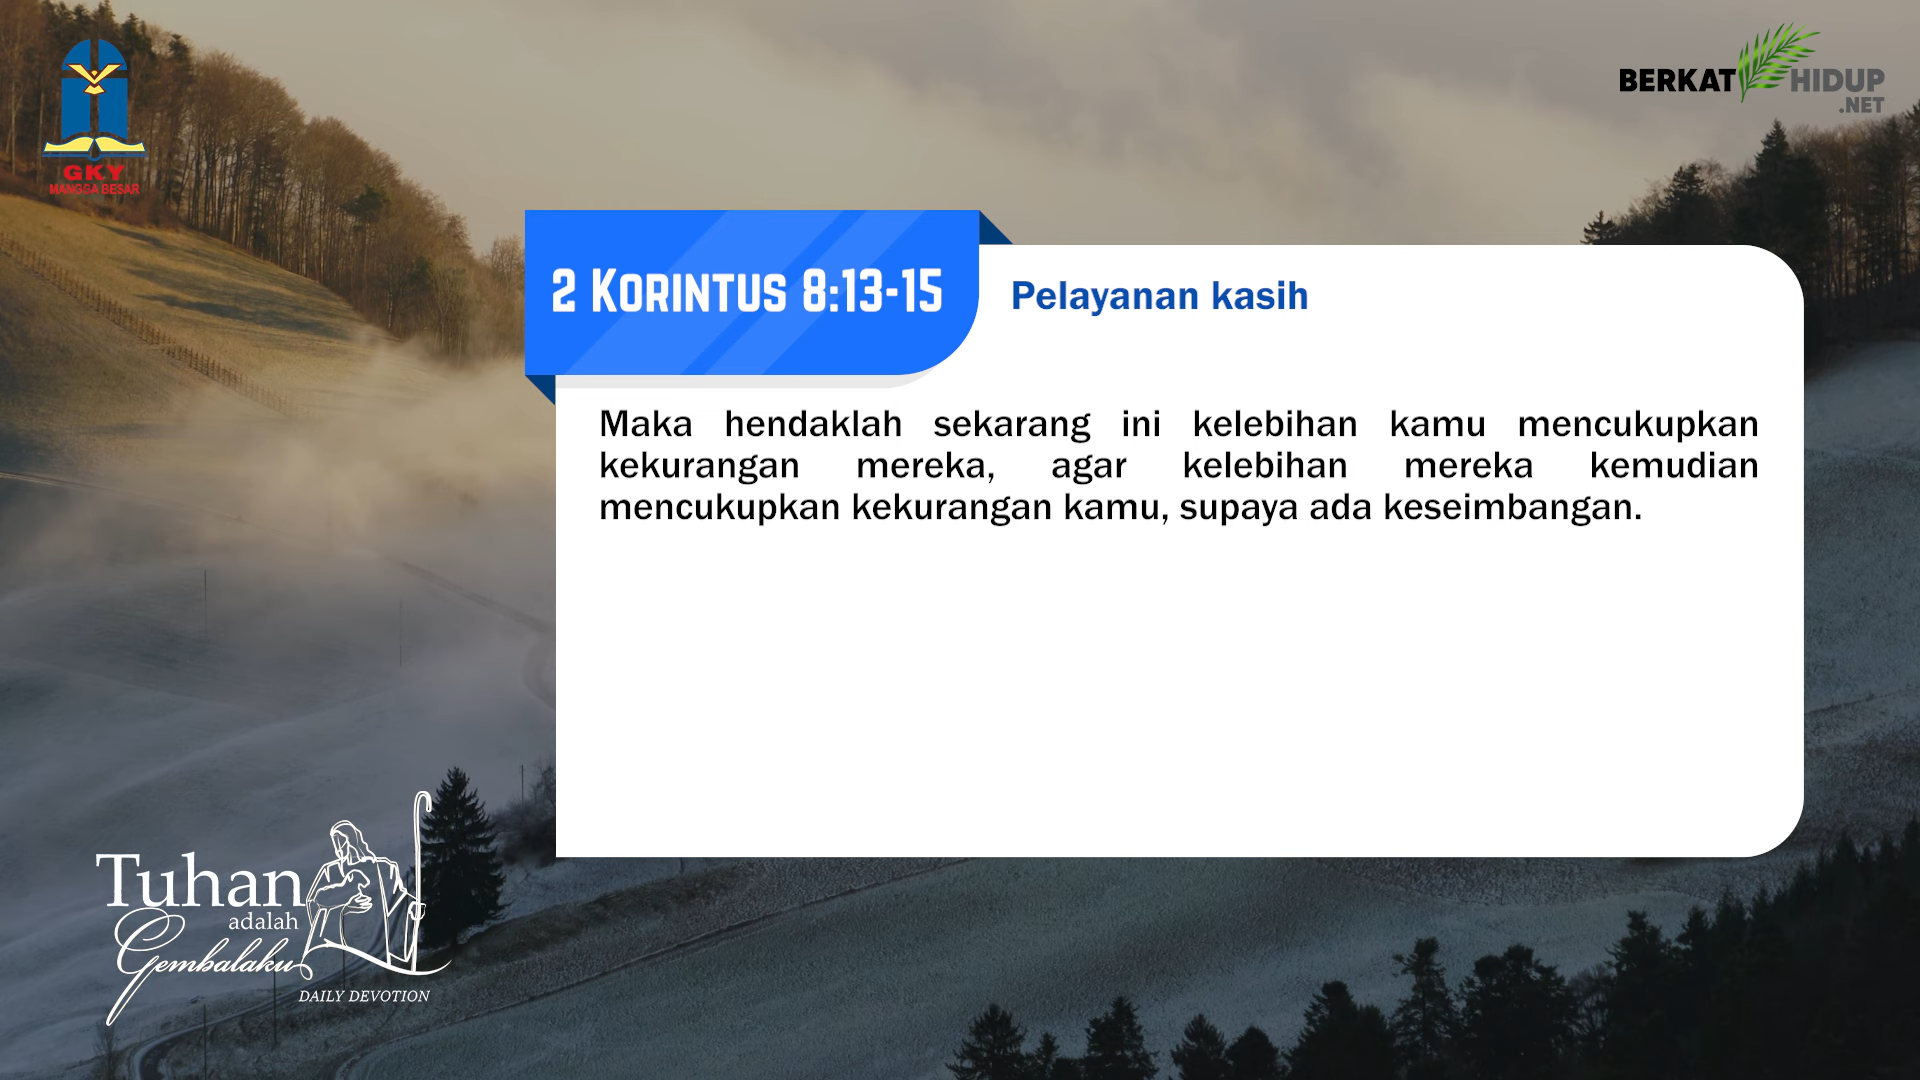 GKY
MANGGA BESAR
BERKAT HIDUP
.NET
2 KORINTUS 8:13-15
Pelayanan kasih
Maka hendaklah sekarang ini kelebihan kamu mencukupkan
kekurangan mereka, agar kelebihan mereka kemudian
mencukupkan kekurangan kamu, supaya ada keseimbangan.
Tuhan
adalah
Gembalaku
DAILY DEVOTION